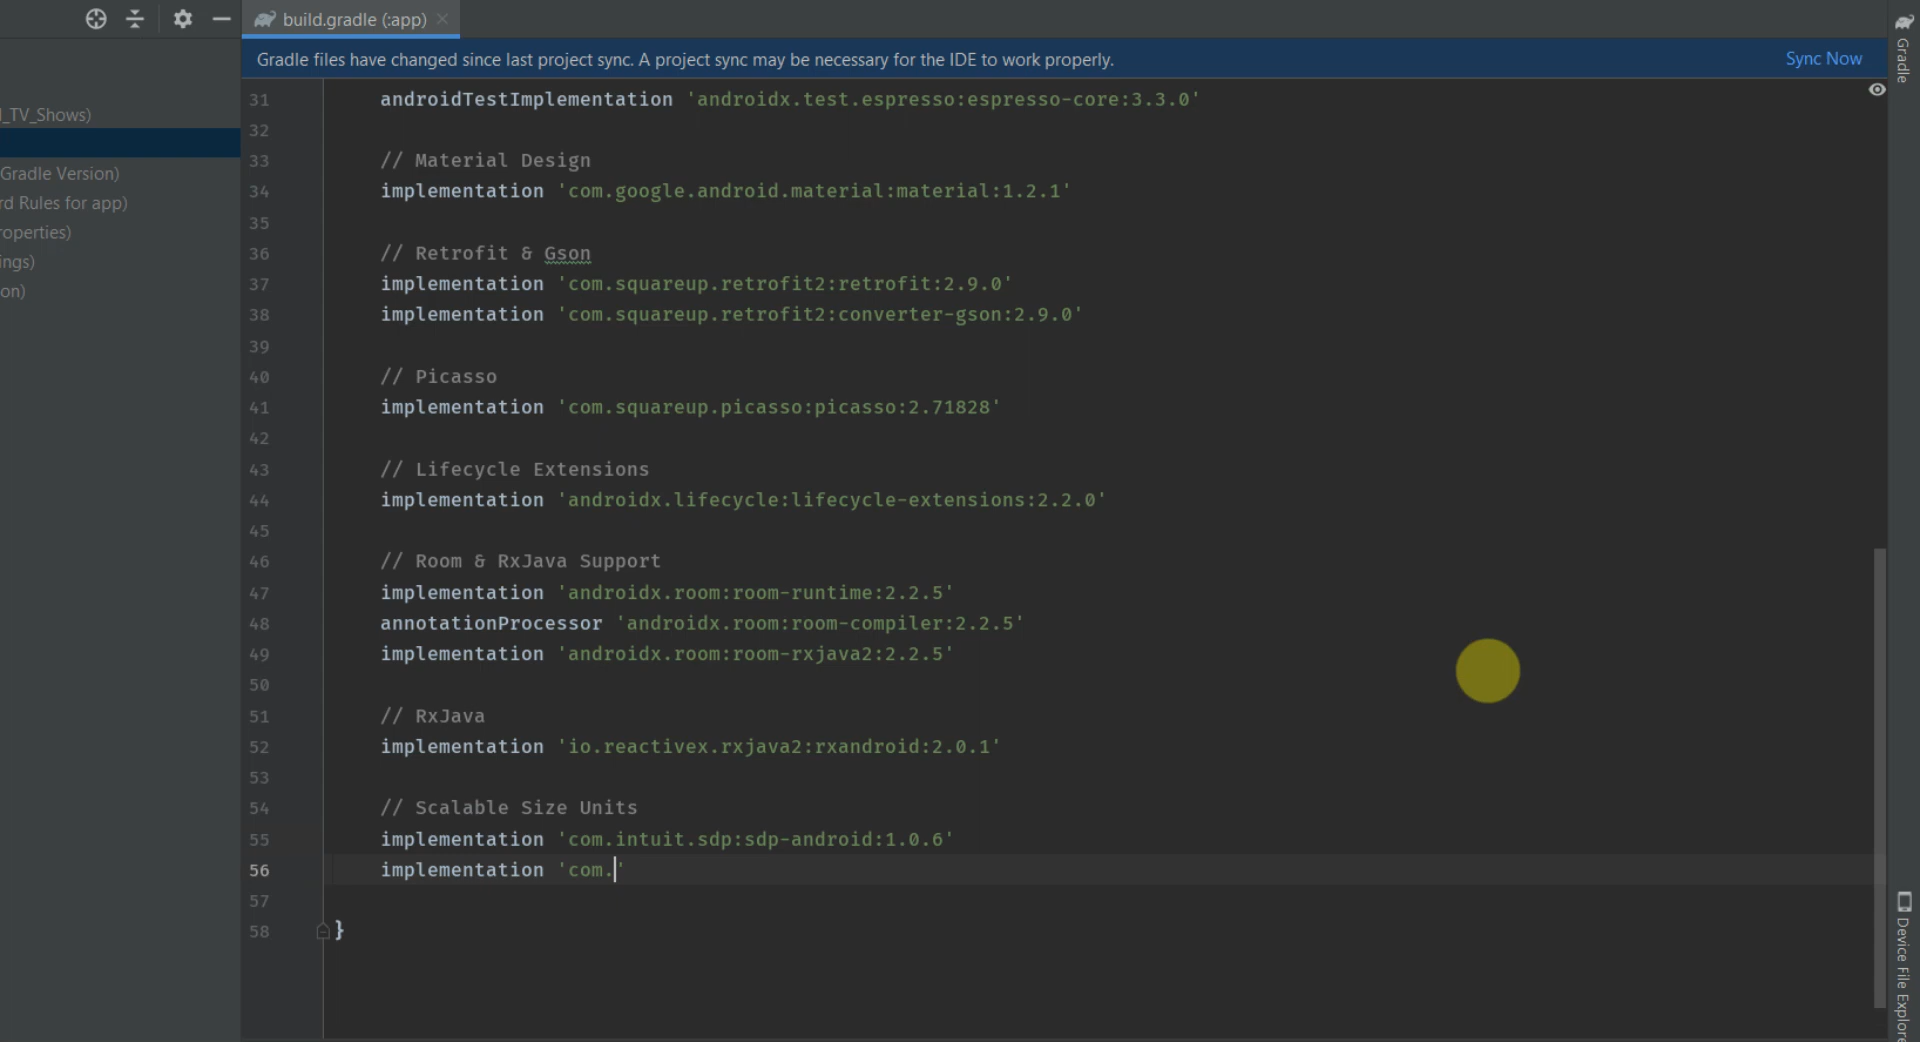 build.gradle (:app)
Gradle files have changed since last project sync. A project sync may be necessary for the IDE to work properly.
Sync Now
Gradle
_TV_Shows)
Gradle Version)
rd Rules for app)
roperties)
ings)
on)
31 androidTestImplementation 'androidx.test.espresso:espresso-core:3.3.0'
32
33 // Material Design
34 implementation 'com.google.android.material:material:1.2.1'
35
36 // Retrofit & Gson
37 implementation 'com.squareup.retrofit2:retrofit:2.9.0'
38 implementation 'com.squareup.retrofit2:converter-gson:2.9.0'
39
40 // Picasso
41 implementation 'com.squareup.picasso:picasso:2.71828'
42
43 // Lifecycle Extensions
44 implementation 'androidx.lifecycle:lifecycle-extensions:2.2.0'
45
46 // Room & RxJava Support
47 implementation 'androidx.room:room-runtime:2.2.5'
48 annotationProcessor 'androidx.room:room-compiler:2.2.5'
49 implementation 'androidx.room:room-rxjava2:2.2.5'
50
51 // RxJava
52 implementation 'io.reactivex.rxjava2:rxandroid:2.0.1'
53
54 // Scalable Size Units
55 implementation 'com.intuit.sdp:sdp-android:1.0.6'
56 implementation 'com.'
57
58 }
Device File Explore